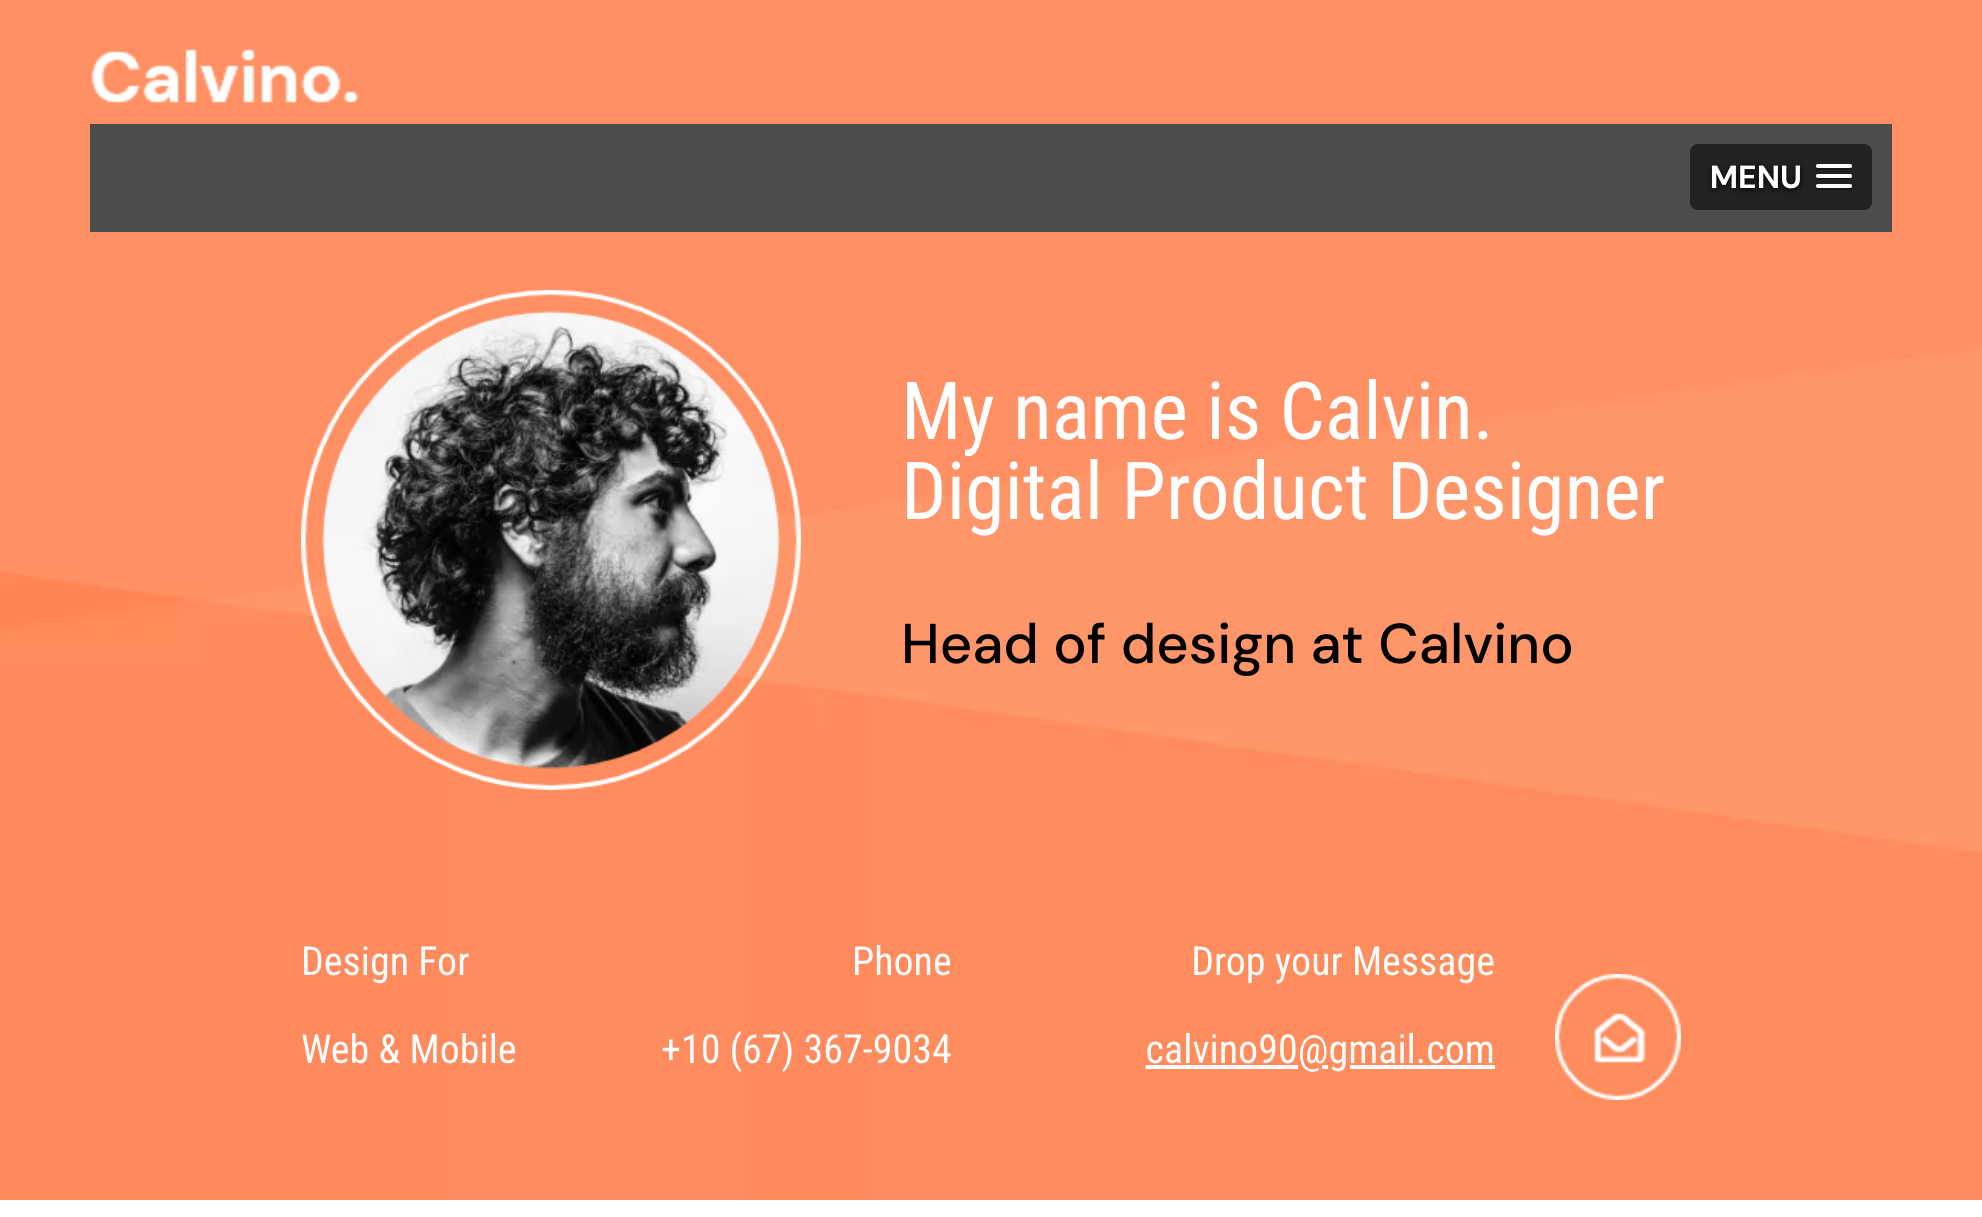 Calvino.
MENU
My name is Calvin.
Digital Product Designer
Head of design at Calvino
Design For
Web & Mobile
Phone
+10 (67) 367-9034
Drop your Message
calvino90@gmail.com